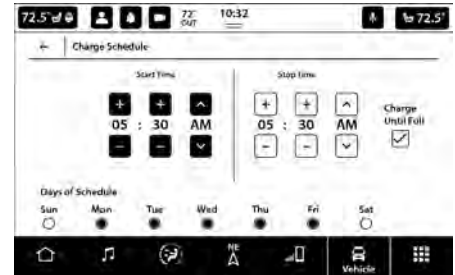 72.5° 72° OUT 10:32 72.5°
← Charge Schedule
Start Time Stop Time
+ + ^ + + ^
05 : 30 AM 05 : 30 AM Charge Until Full
− − ˅ − − ˅
Days of Schedule
Sun Mon Tue Wed Thu Fri Sat
NE
A
Vehicle